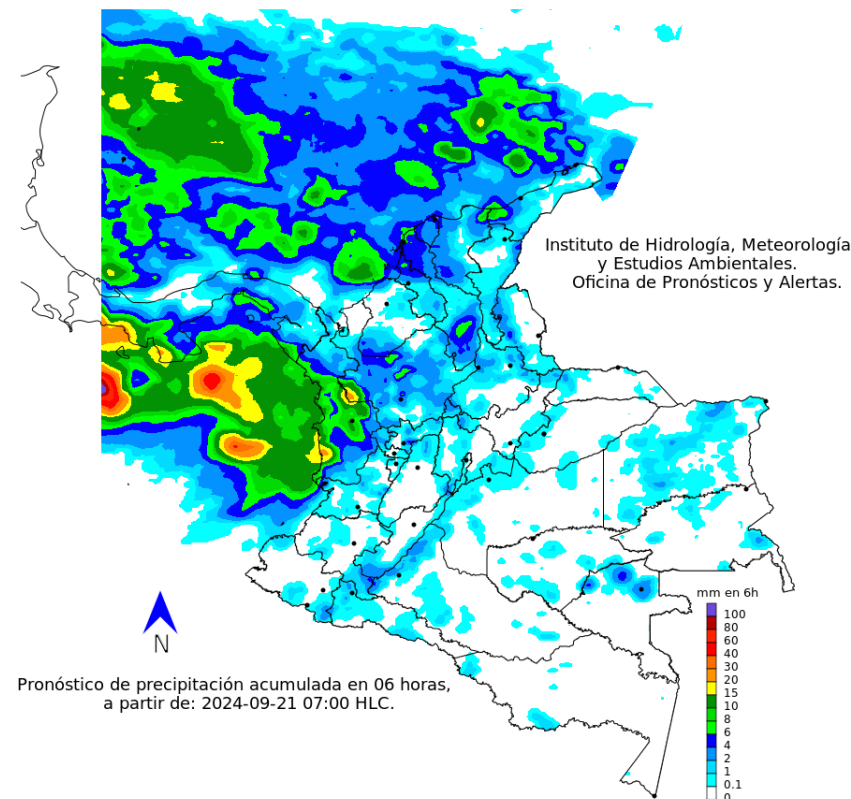 Instituto de Hidrología, Meteorología
y Estudios Ambientales.
Oficina de Pronósticos y Alertas.
mm en 6h
100
80
60
40
30
20
15
10
8
6
4
2
1
0.1
0
N
Pronóstico de precipitación acumulada en 06 horas,
a partir de: 2024-09-21 07:00 HLC.